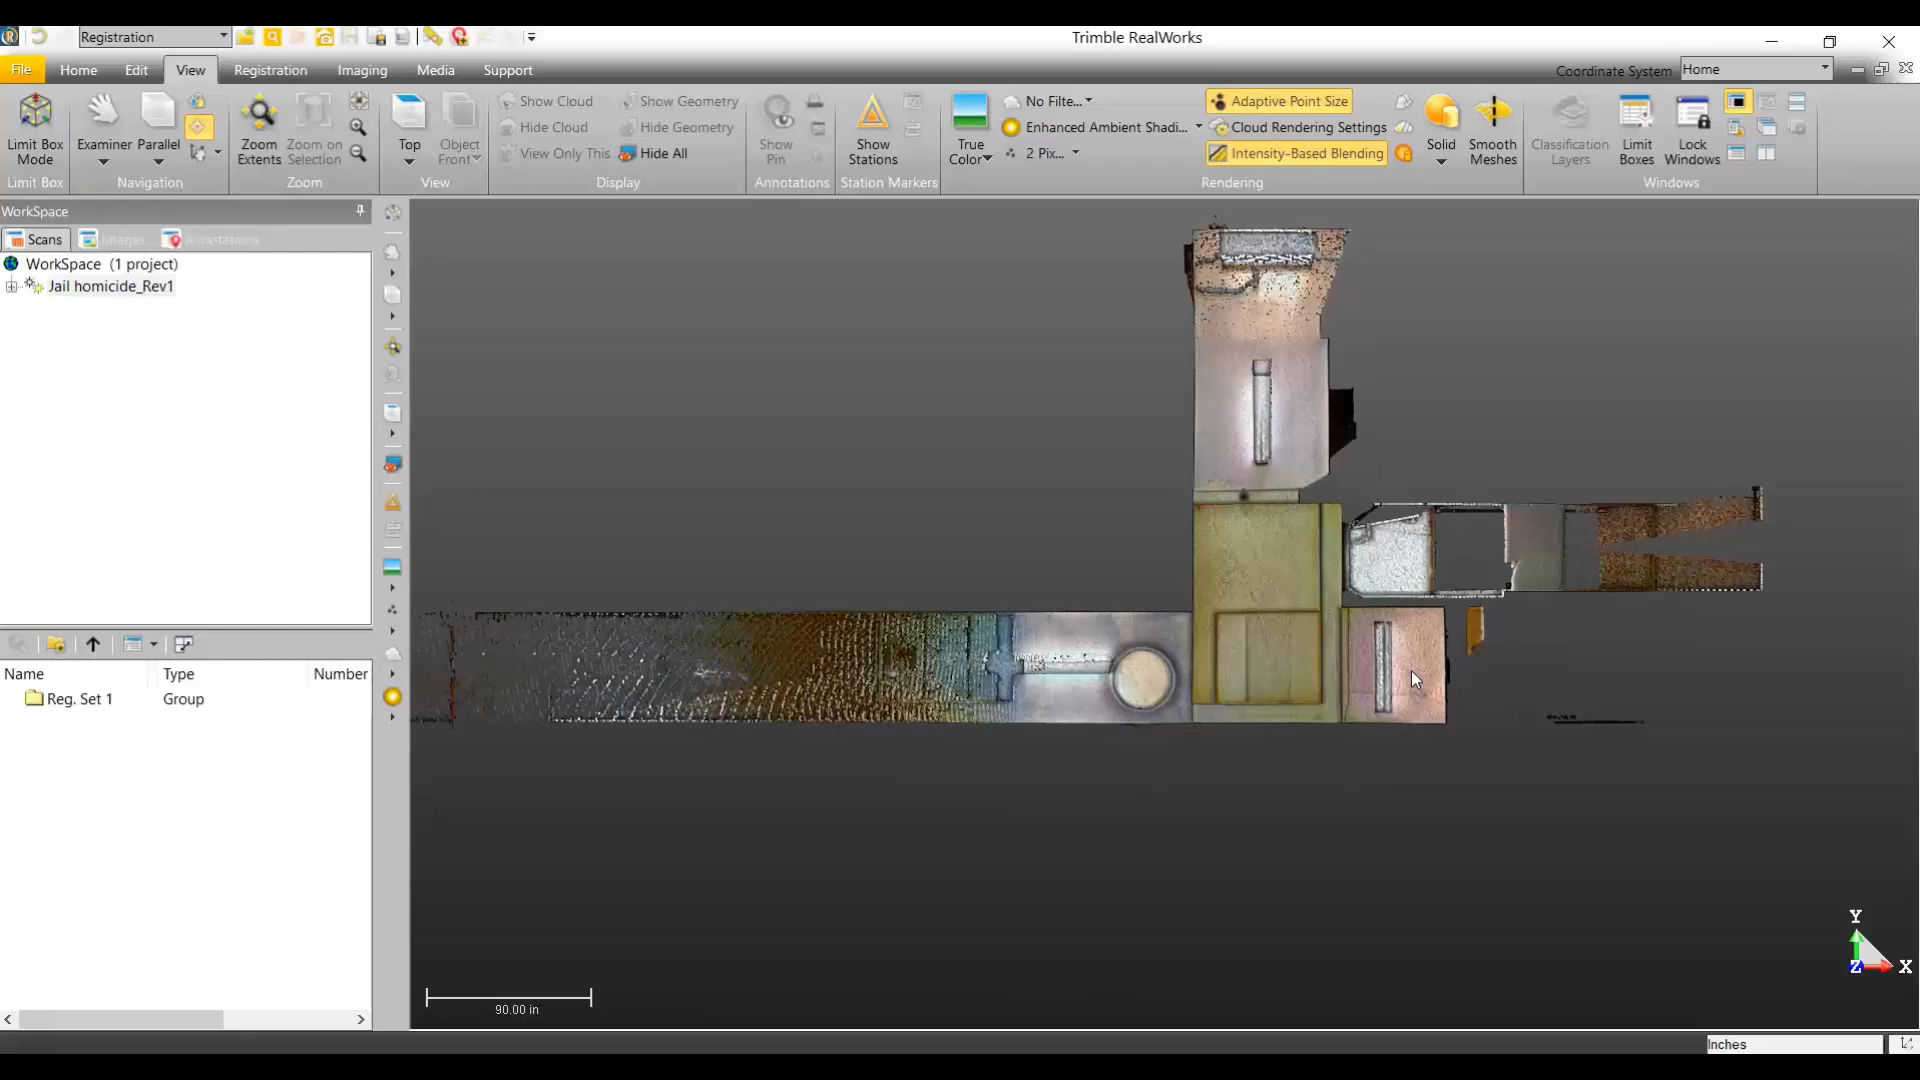 Registration
Trimble RealWorks
File Home Edit View Registration Imaging Media Support
Coordinate System Home
Limit Box Mode
Limit Box
Examiner Parallel
Navigation
Zoom Extents Zoom on Selection
Zoom
Top Object Front
View
Show Cloud Show Geometry
Hide Cloud Hide Geometry
View Only This Hide All
Display
Show Pin
Annotations
Show Stations
Station Markers
True Color
No Filte...
Enhanced Ambient Shadi...
2 Pix...
Adaptive Point Size
Cloud Rendering Settings
Intensity-Based Blending
Solid Smooth Meshes
Rendering
Classification Layers Limit Boxes Lock Windows
Windows
WorkSpace
Scans Images Annotations
WorkSpace (1 project)
Jail homicide_Rev1
Name Type Number
Reg. Set 1 Group
90.00 in
Y
Z X
Inches